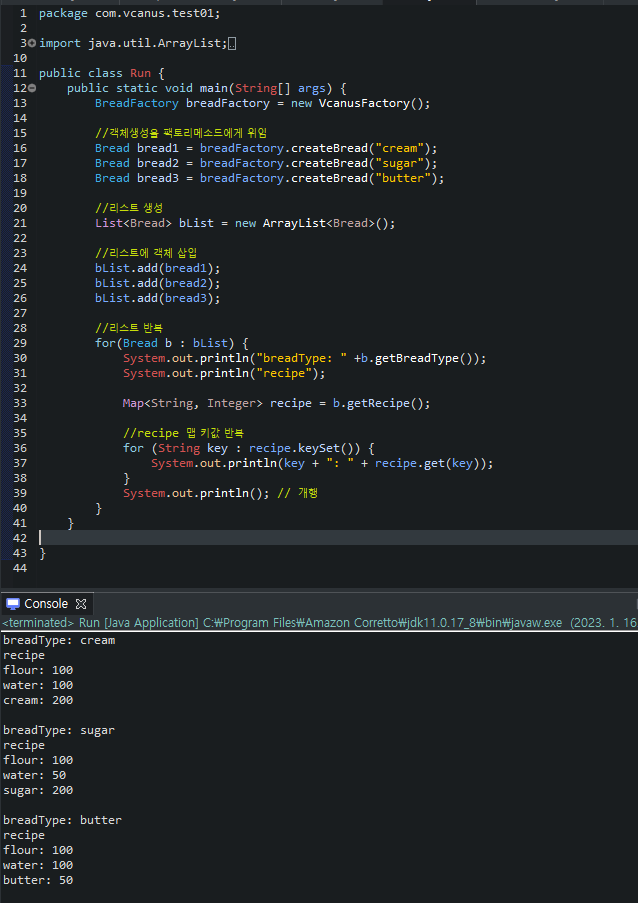 1 package com.vcanus.test01;
2
3 import java.util.ArrayList;
10
11 public class Run {
12 public static void main(String[] args) {
13 BreadFactory breadFactory = new VcanusFactory();
14
15 //객체생성을 팩토리메소드에게 위임
16 Bread bread1 = breadFactory.createBread("cream");
17 Bread bread2 = breadFactory.createBread("sugar");
18 Bread bread3 = breadFactory.createBread("butter");
19
20 //리스트 생성
21 List<Bread> bList = new ArrayList<Bread>();
22
23 //리스트에 객체 삽입
24 bList.add(bread1);
25 bList.add(bread2);
26 bList.add(bread3);
27
28 //리스트 반복
29 for(Bread b : bList) {
30 System.out.println("breadType: " +b.getBreadType());
31 System.out.println("recipe");
32
33 Map<String, Integer> recipe = b.getRecipe();
34
35 //recipe 맵 키값 반복
36 for (String key : recipe.keySet()) {
37 System.out.println(key + ": " + recipe.get(key));
38 }
39 System.out.println(); // 개행
40 }
41 }
42
43 }
44
Console
<terminated> Run [Java Application] C:₩Program Files₩Amazon Corretto₩jdk11.0.17_8₩bin₩javaw.exe (2023. 1. 16
breadType: cream
recipe
flour: 100
water: 100
cream: 200

breadType: sugar
recipe
flour: 100
water: 50
sugar: 200

breadType: butter
recipe
flour: 100
water: 100
butter: 50